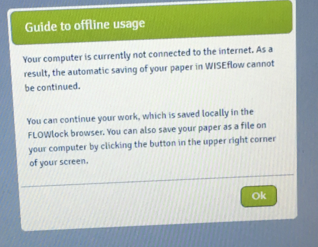 Guide to offline usage
Your computer is currently not connected to the internet. As a
result, the automatic saving of your paper in WISEflow cannot
be continued.
You can continue your work, which is saved locally in the
FLOWlock browser. You can also save your paper as a file on
your computer by clicking the button in the upper right corner
of your screen.
Ok